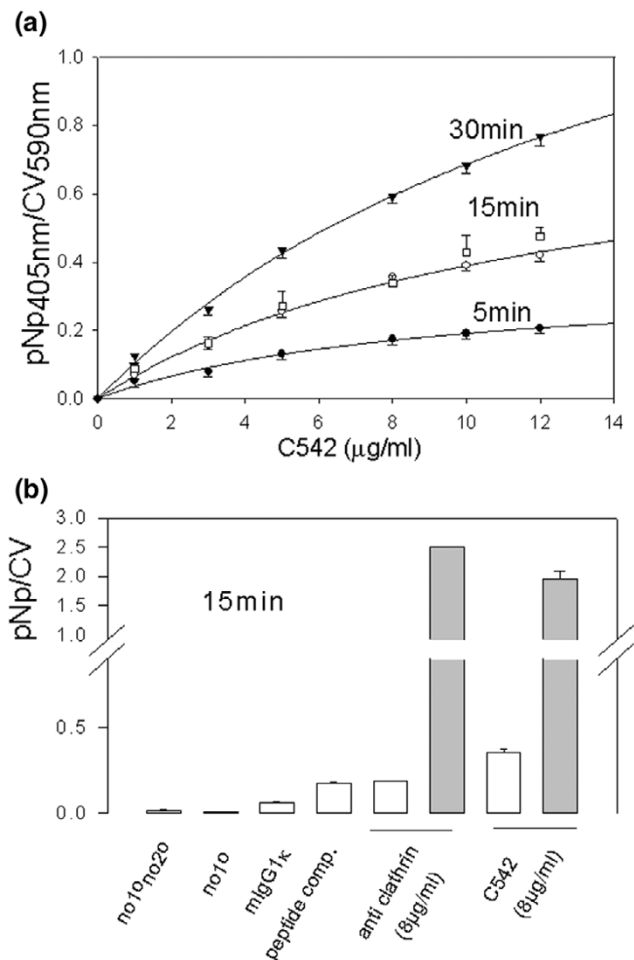 (a)
pNp405nm/CV590nm
1.0
0.8
0.6
0.4
0.2
0.0
30min
15min
5min
0 2 4 6 8 10 12 14
C542 (μg/ml)
(b)
pNp/CV
3.0
2.5
2.0
1.5
1.0
0.5
0.0
15min
no1ºno2º
no1º
mIgG1κ
peptide comp.
anti clathrin
(8μg/ml)
C542
(8μg/ml)